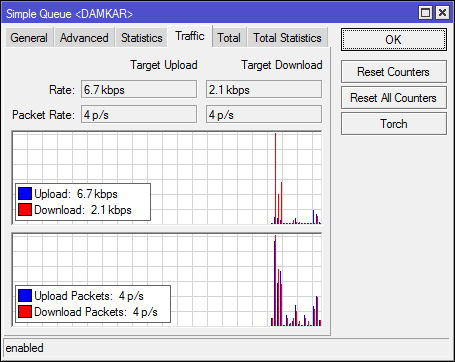 Simple Queue <DAMKAR>
General Advanced Statistics Traffic Total Total Statistics
OK
Target Upload Target Download
Reset Counters
Rate: 6.7 kbps 2.1 kbps
Reset All Counters
Packet Rate: 4 p/s 4 p/s
Torch
Upload: 6.7 kbps
Download: 2.1 kbps
Upload Packets: 4 p/s
Download Packets: 4 p/s
enabled